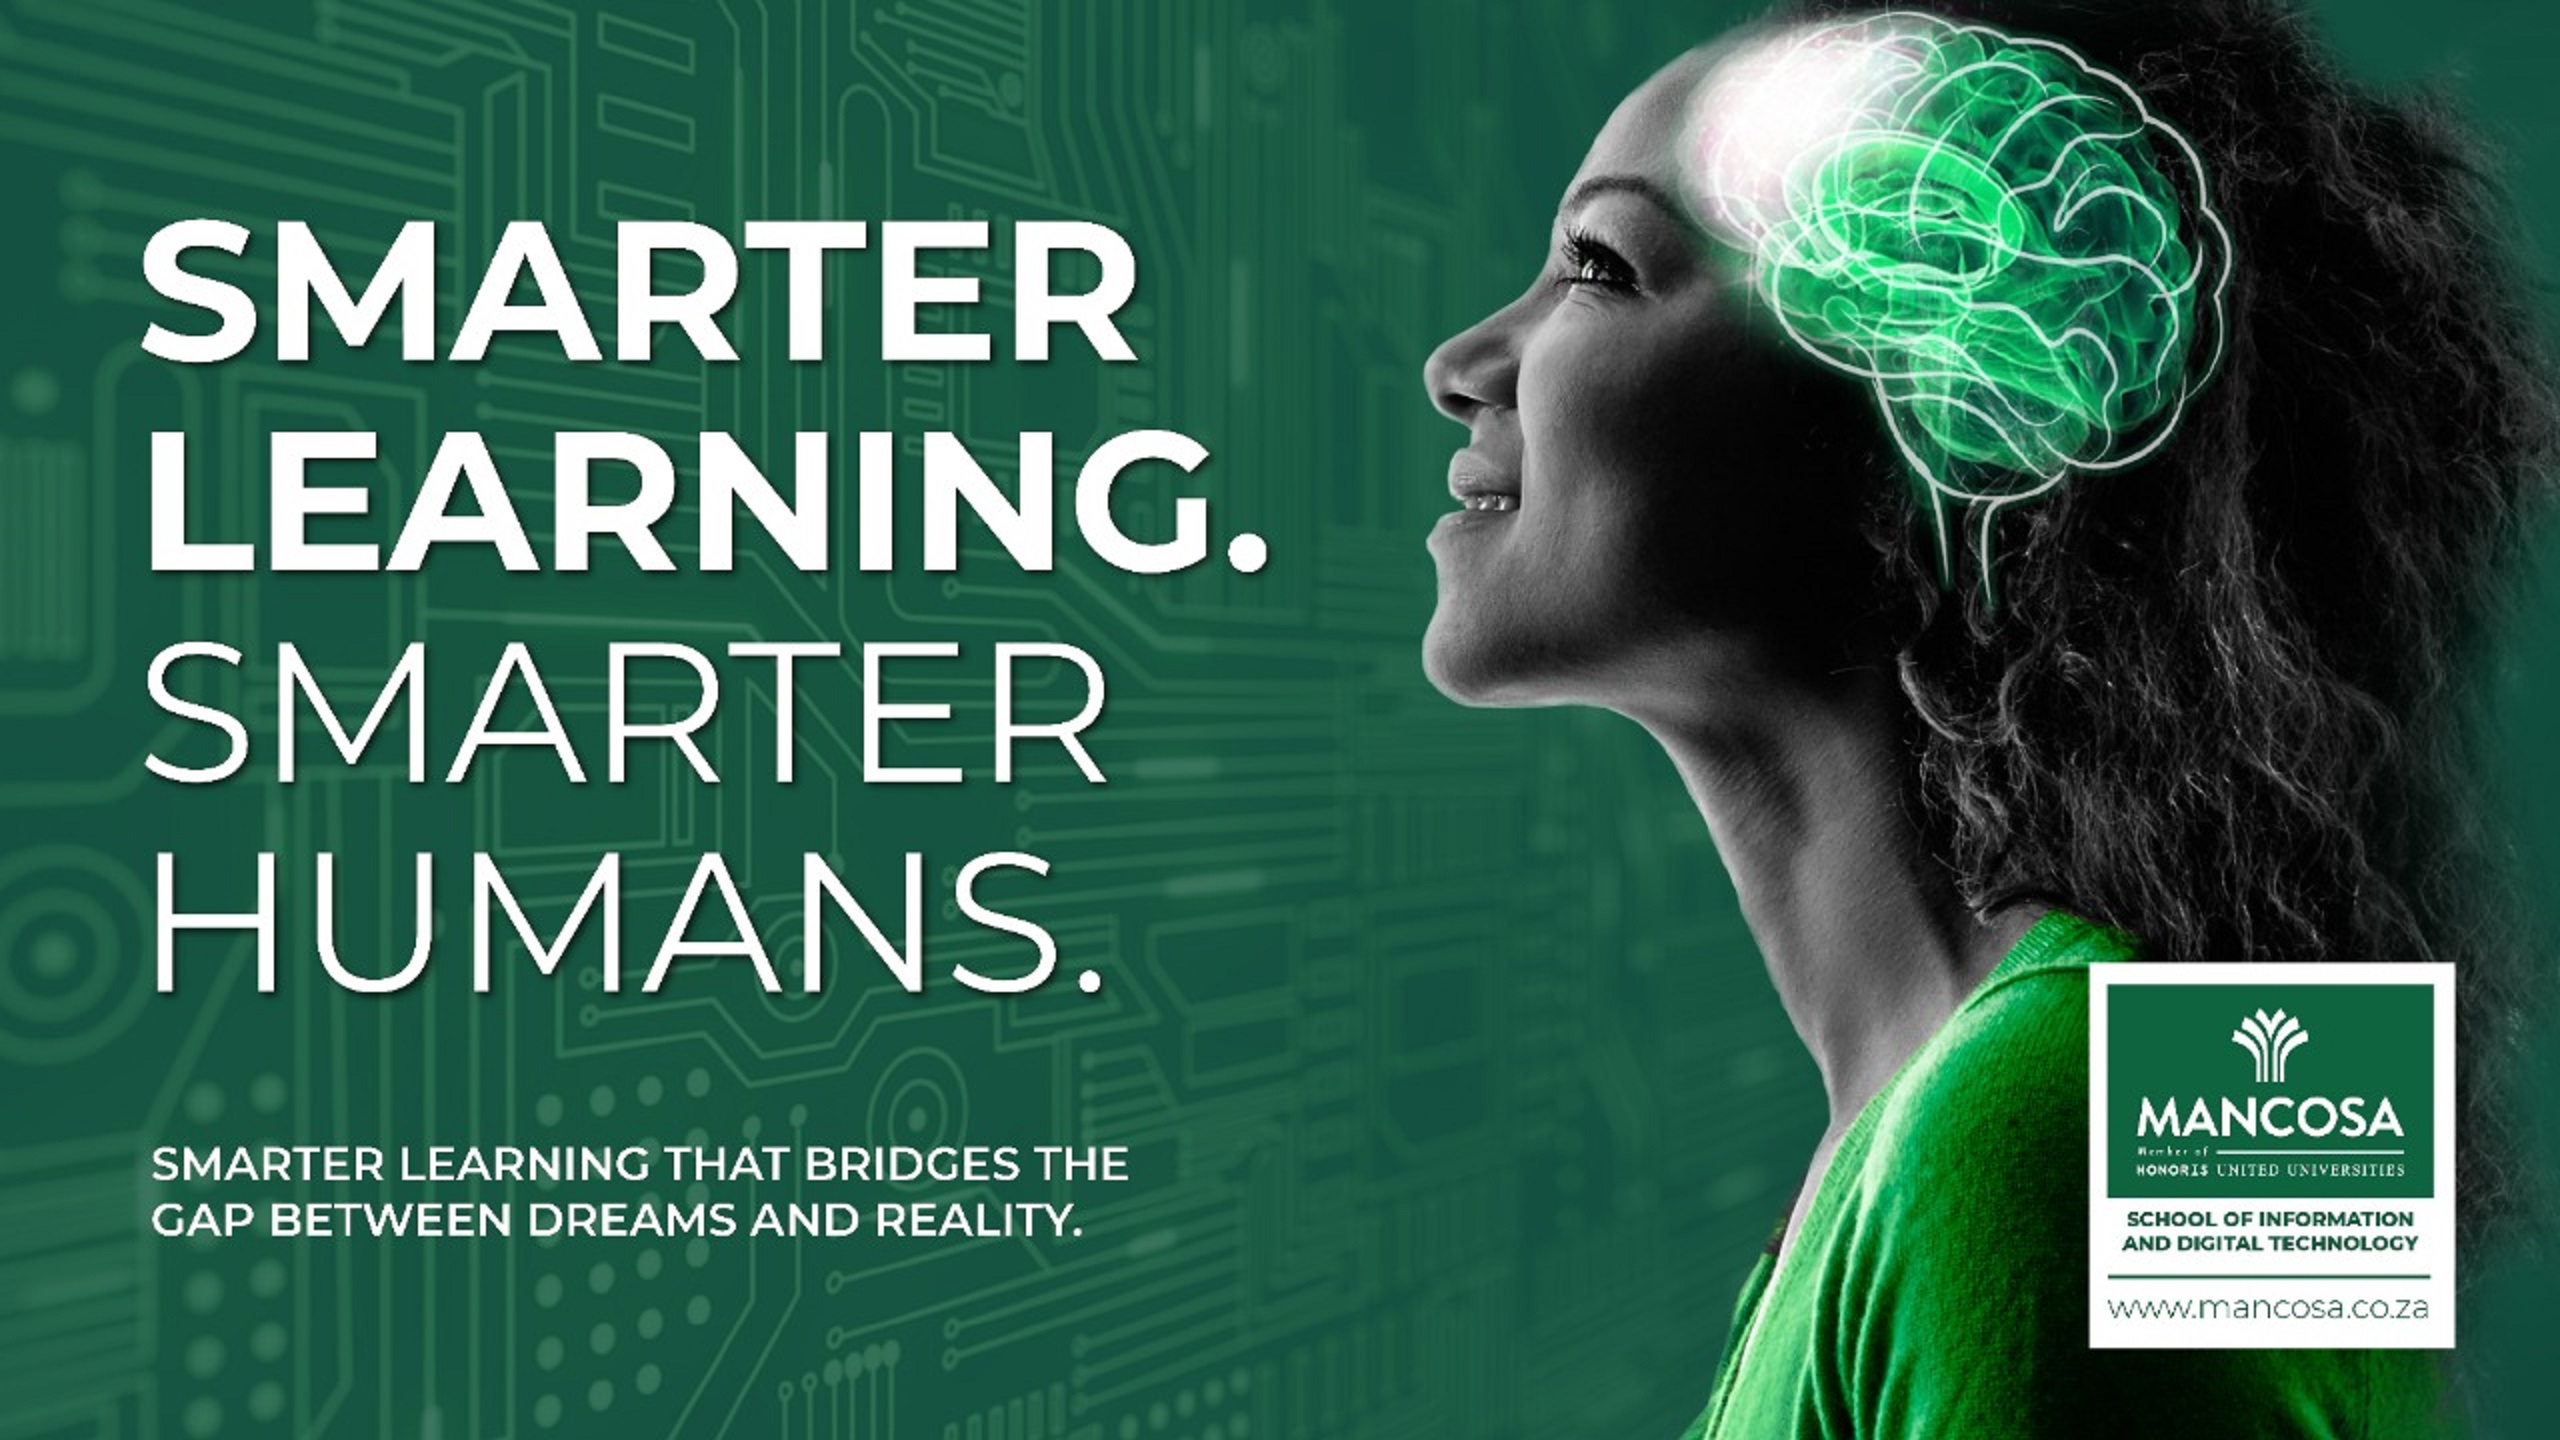 SMARTER
LEARNING.
SMARTER
HUMANS.
SMARTER LEARNING THAT BRIDGES THE
GAP BETWEEN DREAMS AND REALITY.
MANCOSA
Member of
HONORIS UNITED UNIVERSITIES
SCHOOL OF INFORMATION
AND DIGITAL TECHNOLOGY
www.mancosa.co.za